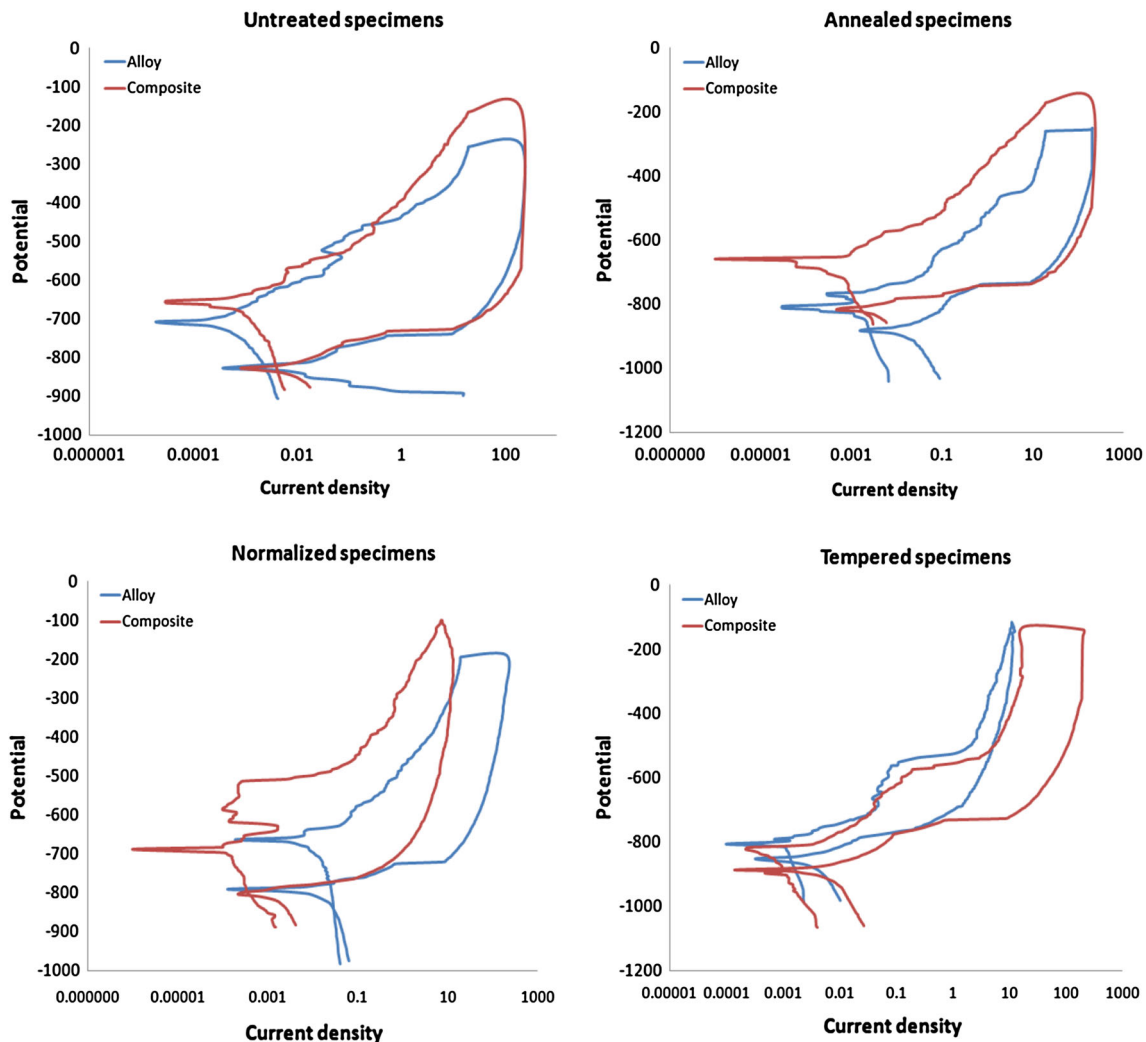 Untreated specimens
0
-100
-200
-300
-400
-500
-600
-700
-800
-900
-1000
Alloy
Composite
Potential
0.000001 0.0001 0.01 1 100
Current density
Annealed specimens
0
-200
-400
-600
-800
-1000
-1200
Alloy
Composite
Potential
0.000000 0.00001 0.001 0.1 10 1000
Current density
Normalized specimens
0
-100
-200
-300
-400
-500
-600
-700
-800
-900
-1000
Alloy
Composite
Potential
0.000000 0.00001 0.001 0.1 10 1000
Current density
Tempered specimens
0
-200
-400
-600
-800
-1000
-1200
Alloy
Composite
Potential
0.00001 0.0001 0.001 0.01 0.1 1 10 100 1000
Current density